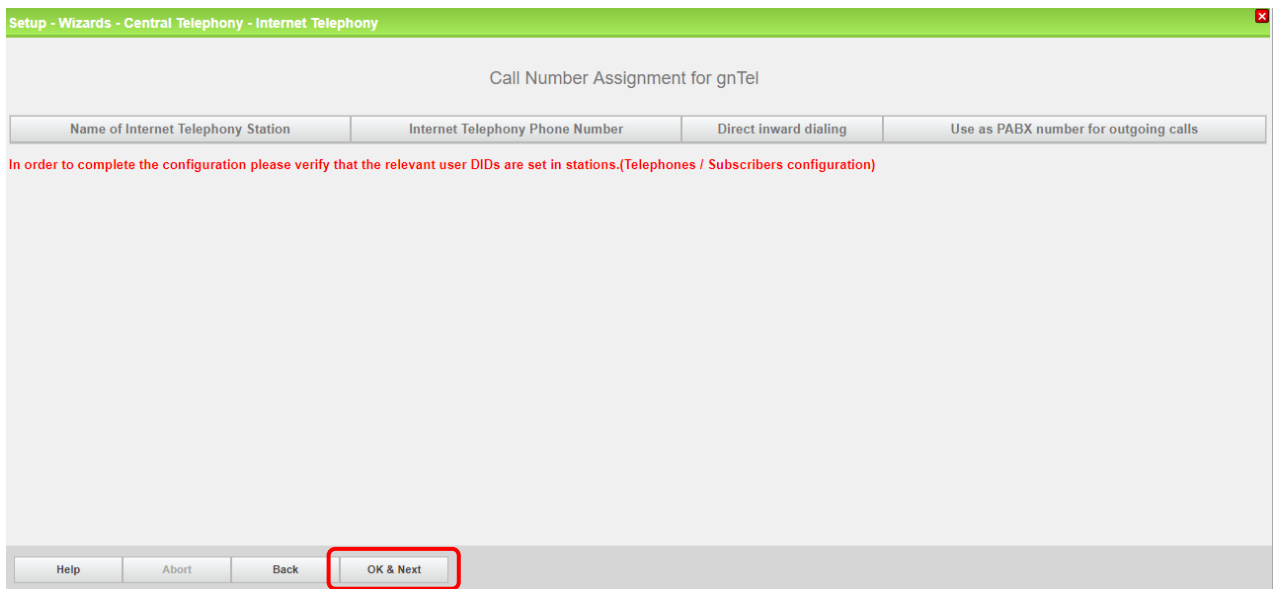 Setup - Wizards - Central Telephony - Internet Telephony
Call Number Assignment for gnTel
Name of Internet Telephony Station Internet Telephony Phone Number Direct inward dialing Use as PABX number for outgoing calls
In order to complete the configuration please verify that the relevant user DIDs are set in stations.(Telephones / Subscribers configuration)
Help Abort Back OK & Next